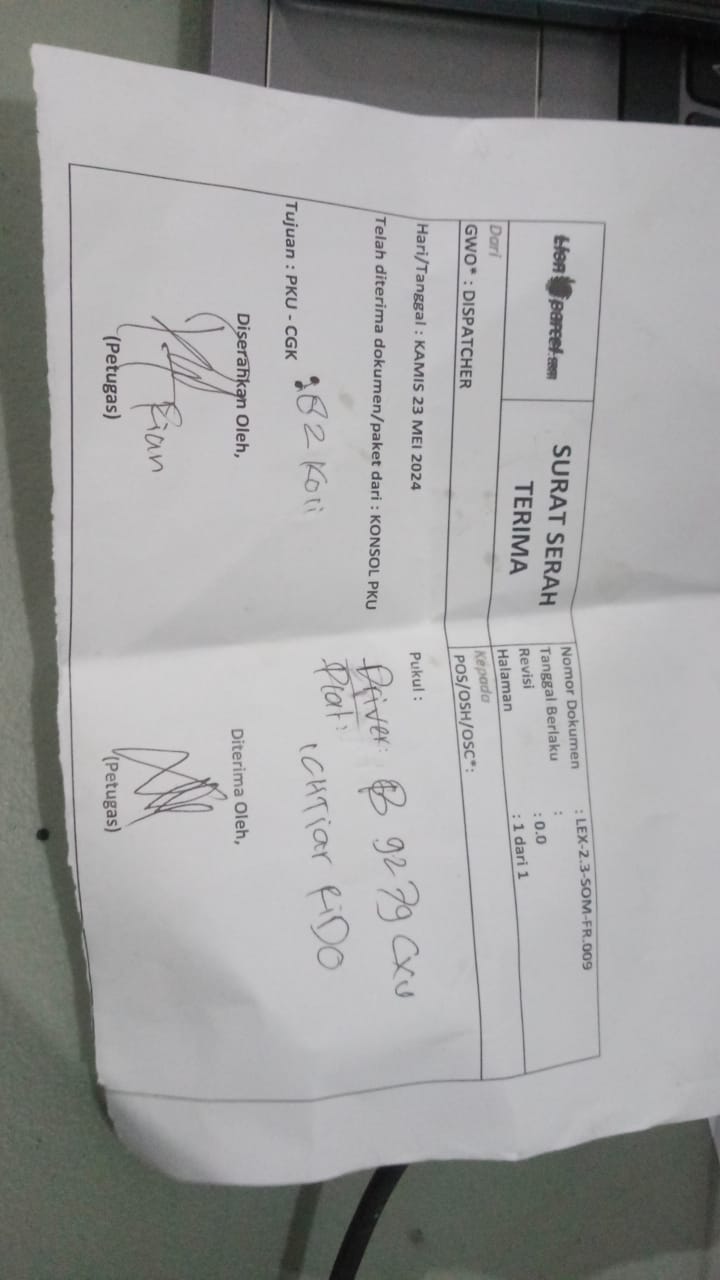 Lion parcel.com
SURAT SERAH
TERIMA
Nomor Dokumen : LEX-2.3-SOM-FR.009
Tanggal Berlaku :
Revisi : 0.0
Halaman : 1 dari 1
Dari
GWO* : DISPATCHER
Kepada
POS/OSH/OSC* :
Hari/Tanggal : KAMIS 23 MEI 2024
Pukul :
Telah diterima dokumen/paket dari : KONSOL PKU
Driver: B 9279 CXU
Plat: ICHTIAR RIDO
: 82 Koli
Tujuan : PKU - CGK
Diserahkan Oleh,
Diterima Oleh,
Rian
(Petugas)
(Petugas)